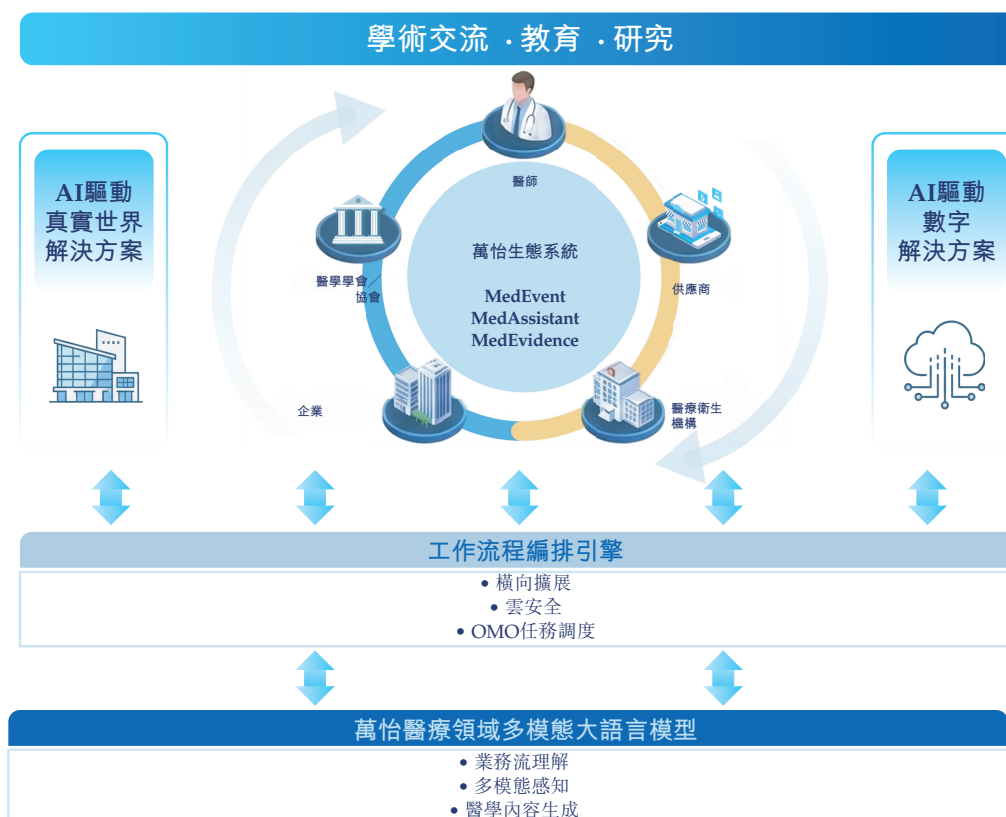 學術交流 ·教育 ·研究
AI驅動
真實世界
解決方案
醫師
醫學學會／
協會
萬怡生態系統
MedEvent
MedAssistant
MedEvidence
供應商
企業
醫療衛生
機構
AI驅動
數字
解決方案
工作流程編排引擎
• 橫向擴展
• 雲安全
• OMO任務調度
萬怡醫療領域多模態大語言模型
• 業務流理解
• 多模態感知
• 醫學內容生成